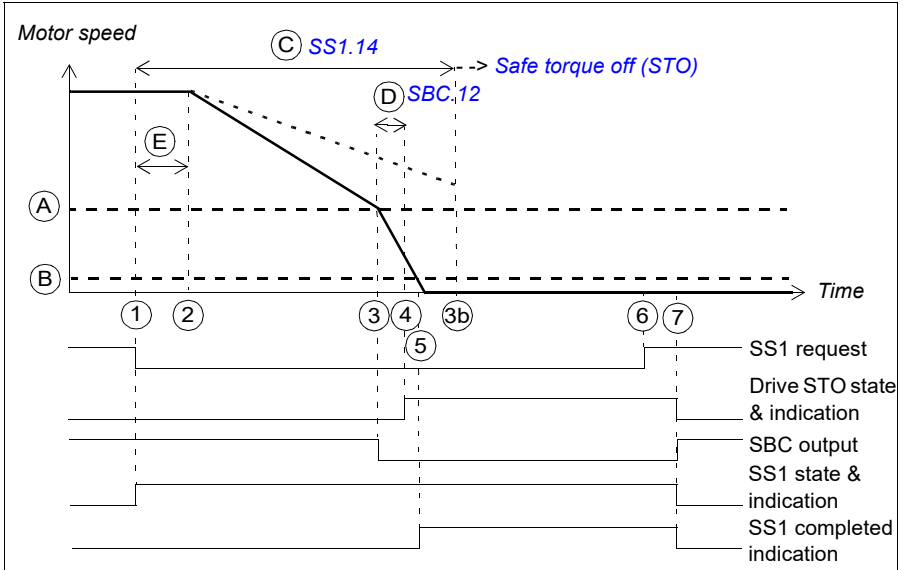 Motor speed
C SS1.14
Safe torque off (STO)
D SBC.12
E
A
B
Time
1 2 3 4 3b 6 7
5
SS1 request
Drive STO state
& indication
SBC output
SS1 state &
indication
SS1 completed
indication